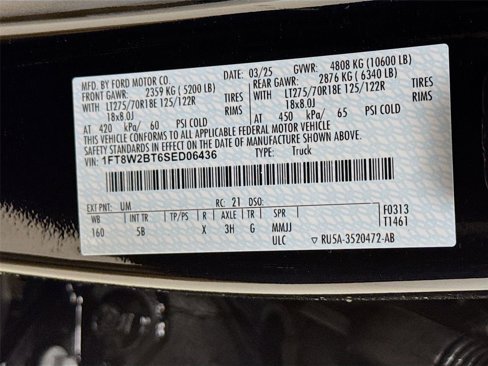 MFD. BY FORD MOTOR CO.
DATE: 03/25 GVWR: 4808 KG (10600 LB)
FRONT GAWR: 2359 KG ( 5200 LB) REAR GAWR: 2876 KG ( 6340 LB)
WITH LT275/70R18E 125/122R TIRES WITH LT275/70R18E 125/122R TIRES
18x8.0J RIMS 18x8.0J RIMS
AT 420 kPa/ 60 PSI COLD AT 450 kPa/ 65 PSI COLD
THIS VEHICLE CONFORMS TO ALL APPLICABLE FEDERAL MOTOR VEHICLE
SAFETY STANDARDS IN EFFECT ON THE DATE OF MANUFACTURE SHOWN ABOVE.
VIN: 1FT8W2BT6SED06436 TYPE: Truck
EXT PNT: UM RC: 21 DSO:
WB INT TR TP/PS R AXLE TR SPR F0313
160 5B X 3H G MMJJ T1461
ULC ▽ RU5A-3520472-AB